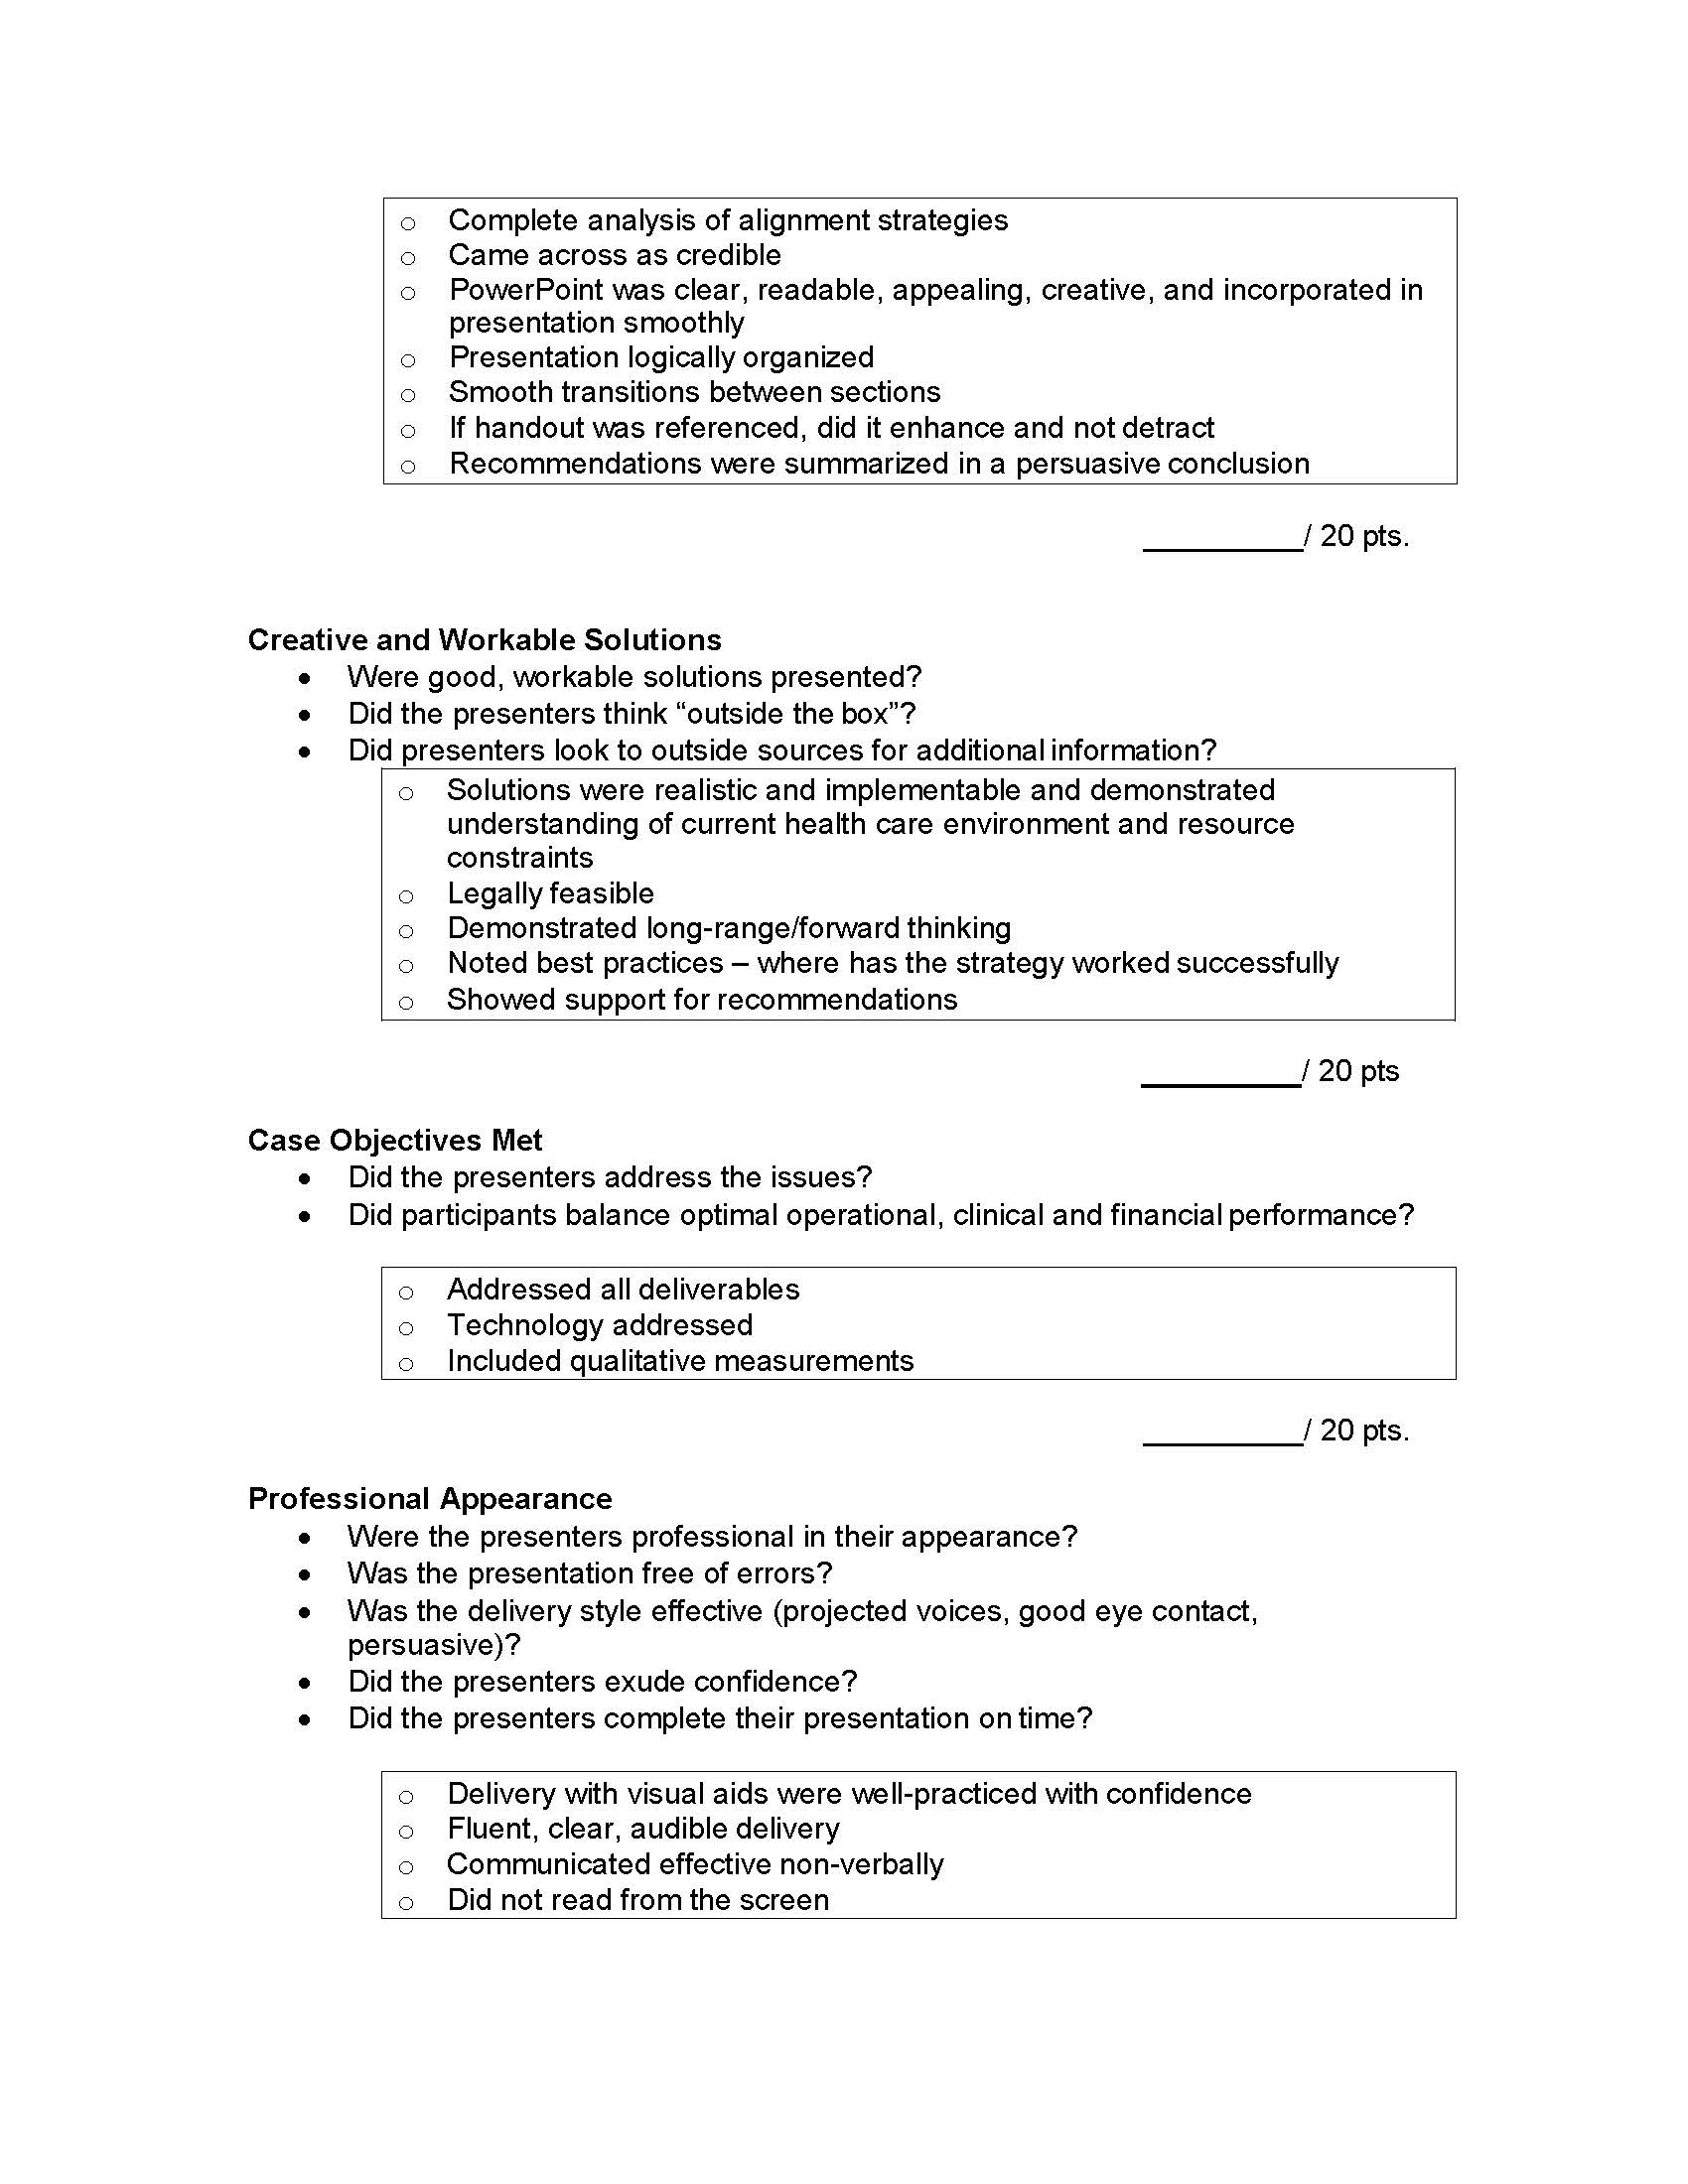 o Complete analysis of alignment strategies
o Came across as credible
o PowerPoint was clear, readable, appealing, creative, and incorporated in
presentation smoothly
o Presentation logically organized
o Smooth transitions between sections
o If handout was referenced, did it enhance and not detract
o Recommendations were summarized in a persuasive conclusion
__________/ 20 pts.
Creative and Workable Solutions
• Were good, workable solutions presented?
• Did the presenters think “outside the box”?
• Did presenters look to outside sources for additional information?
o Solutions were realistic and implementable and demonstrated
understanding of current health care environment and resource
constraints
o Legally feasible
o Demonstrated long-range/forward thinking
o Noted best practices – where has the strategy worked successfully
o Showed support for recommendations
__________/ 20 pts
Case Objectives Met
• Did the presenters address the issues?
• Did participants balance optimal operational, clinical and financial performance?
o Addressed all deliverables
o Technology addressed
o Included qualitative measurements
__________/ 20 pts.
Professional Appearance
• Were the presenters professional in their appearance?
• Was the presentation free of errors?
• Was the delivery style effective (projected voices, good eye contact,
persuasive)?
• Did the presenters exude confidence?
• Did the presenters complete their presentation on time?
o Delivery with visual aids were well-practiced with confidence
o Fluent, clear, audible delivery
o Communicated effective non-verbally
o Did not read from the screen